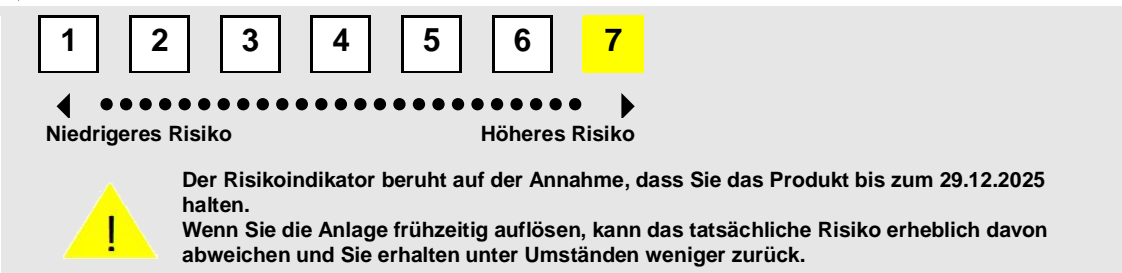 1 2 3 4 5 6 7
Niedrigeres Risiko Höheres Risiko
Der Risikoindikator beruht auf der Annahme, dass Sie das Produkt bis zum 29.12.2025
halten.
Wenn Sie die Anlage frühzeitig auflösen, kann das tatsächliche Risiko erheblich davon
abweichen und Sie erhalten unter Umständen weniger zurück.
!